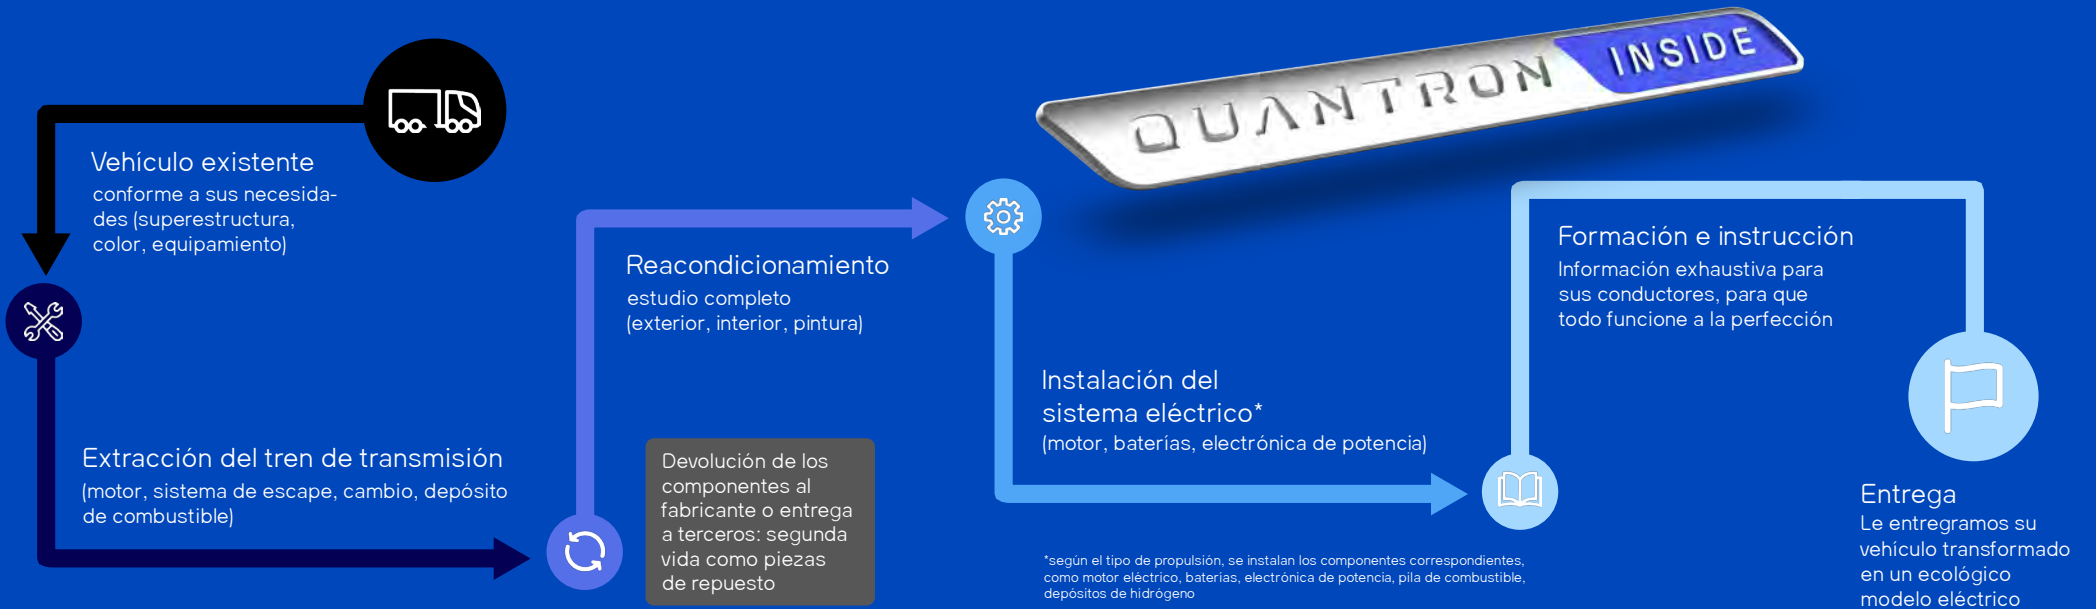 QUANTRON INSIDE
Vehículo existente
conforme a sus necesida-
des (superestructura,
color, equipamiento)
Extracción del tren de transmisión
(motor, sistema de escape, cambio, depósito
de combustible)
Reacondicionamiento
estudio completo
(exterior, interior, pintura)
Devolución de los
componentes al
fabricante o entrega
a terceros: segunda
vida como piezas
de repuesto
Instalación del
sistema eléctrico*
(motor, baterías, electrónica de potencia)
*según el tipo de propulsión, se instalan los componentes correspondientes,
como motor eléctrico, baterias, electrónica de potencia, pila de combustible,
depósitos de hidrógeno
Formación e instrucción
Información exhaustiva para
sus conductores, para que
todo funcione a la perfección
Entrega
Le entregramos su
vehículo transformado
en un ecológico
modelo eléctrico